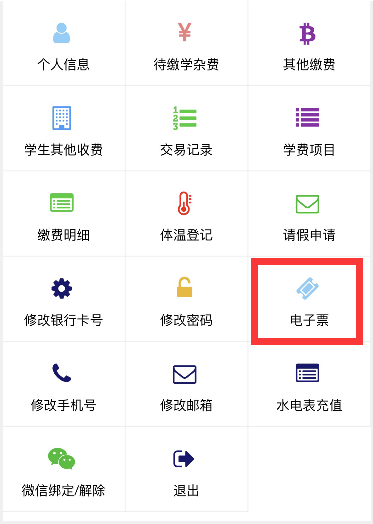 个人信息
待缴学杂费
其他缴费
学生其他收费
交易记录
学费项目
缴费明细
体温登记
请假申请
修改银行卡号
修改密码
电子票
修改手机号
修改邮箱
水电表充值
微信绑定/解除
退出